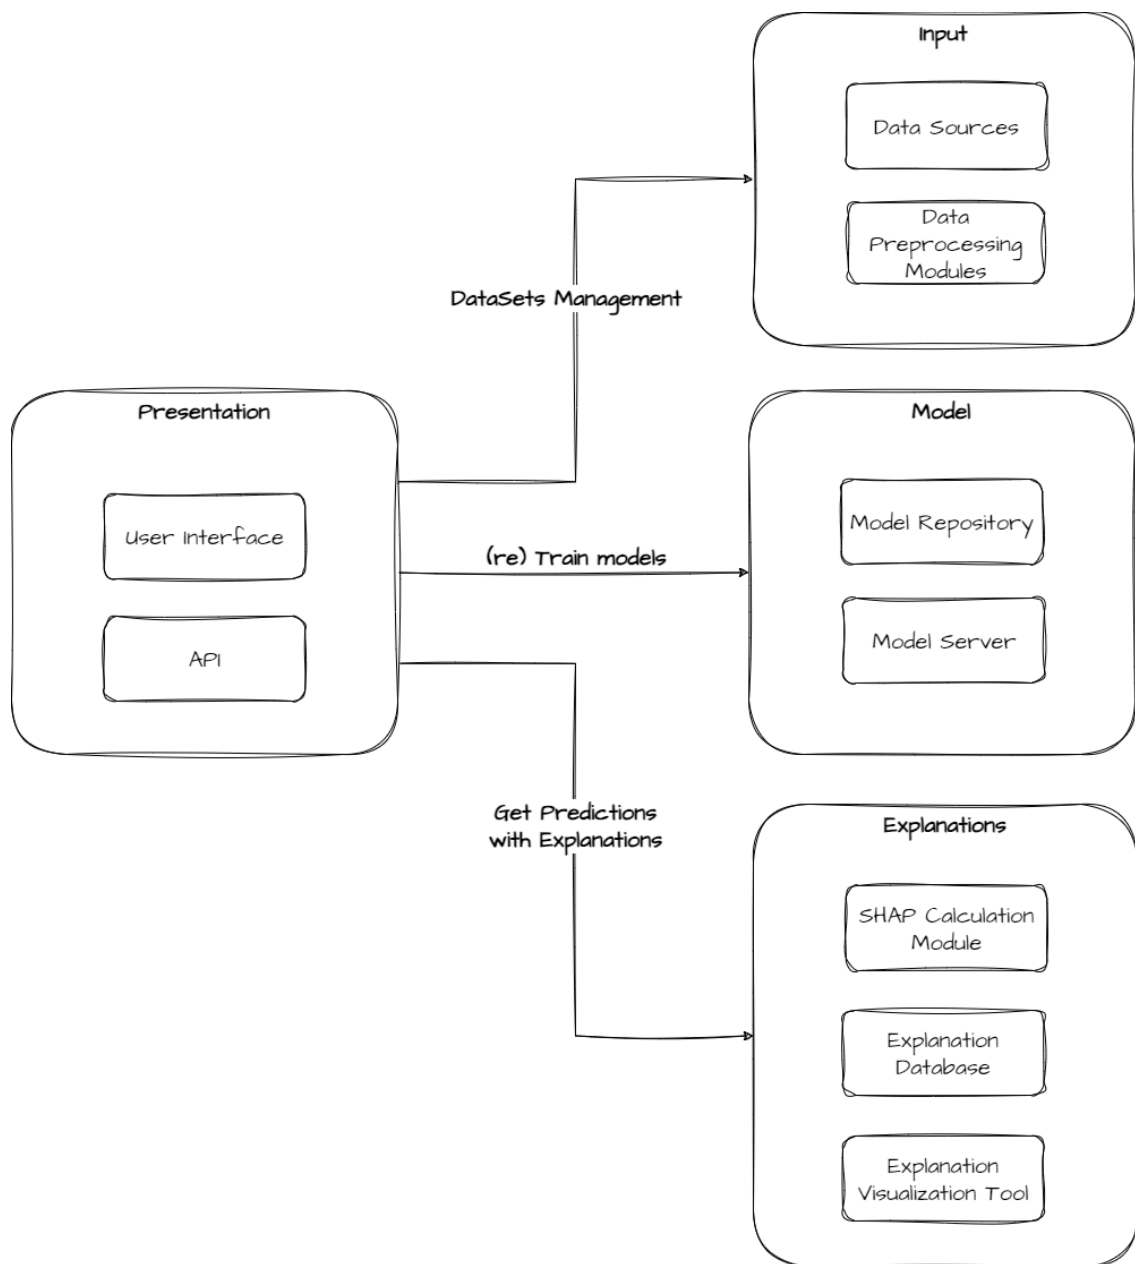 Input
Data Sources
Data
Preprocessing
Modules
DataSets Management
Presentation
User Interface
API
(re) Train models
Model
Model Repository
Model Server
Get Predictions
with Explanations
Explanations
SHAP Calculation
Module
Explanation
Database
Explanation
Visualization Tool